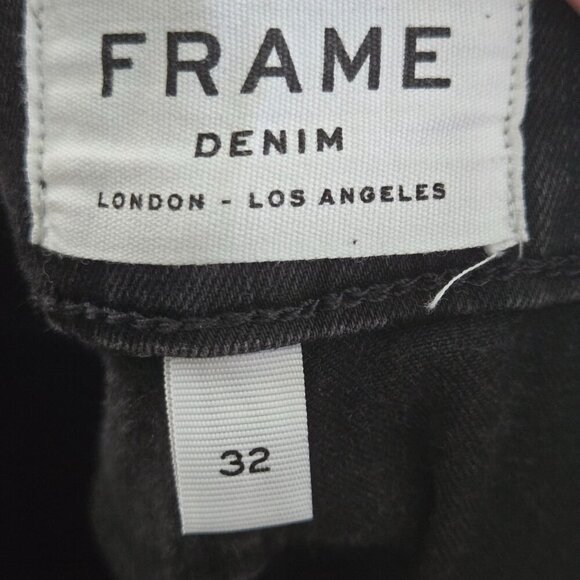 FRAME
DENIM
LONDON - LOS ANGELES
32